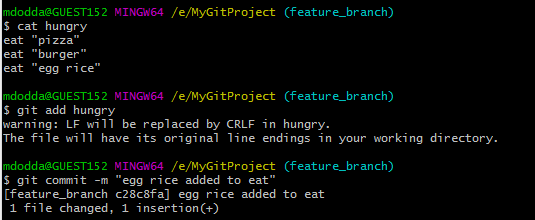 mdodda@GUEST152 MINGW64 /e/MyGitProject (feature_branch)
$ cat hungry
eat "pizza"
eat "burger"
eat "egg rice"

mdodda@GUEST152 MINGW64 /e/MyGitProject (feature_branch)
$ git add hungry
warning: LF will be replaced by CRLF in hungry.
The file will have its original line endings in your working directory.

mdodda@GUEST152 MINGW64 /e/MyGitProject (feature_branch)
$ git commit -m "egg rice added to eat"
[feature_branch c28c8fa] egg rice added to eat
 1 file changed, 1 insertion(+)